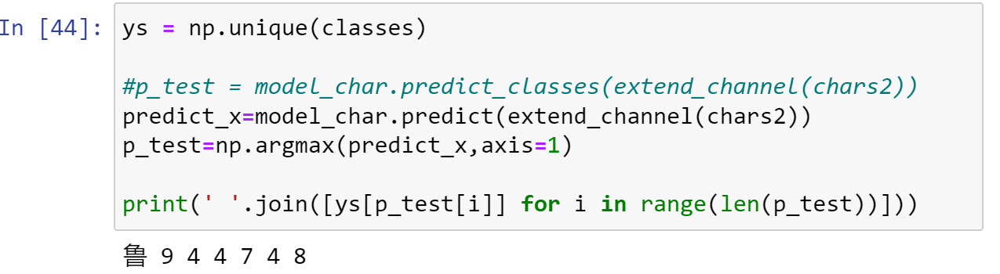 In [44]:
ys = np.unique(classes)
#p_test = model_char.predict_classes(extend_channel(chars2))
predict_x=model_char.predict(extend_channel(chars2))
p_test=np.argmax(predict_x,axis=1)
print(' '.join([ys[p_test[i]] for i in range(len(p_test))]))
鲁 9 4 4 7 4 8